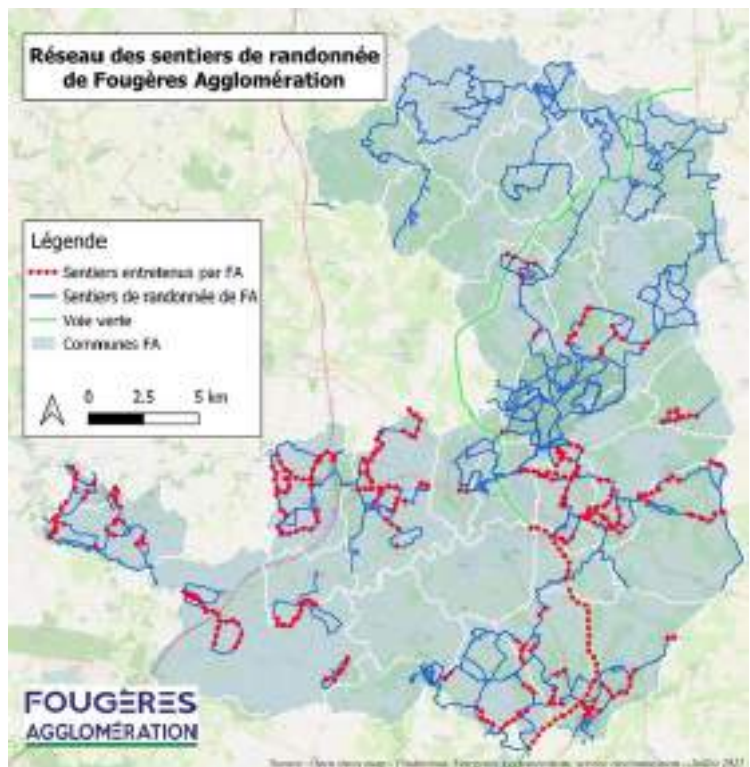 Réseau des sentiers de randonnée
de Fougères Agglomération
Légende
Sentiers entretenus par FA
Sentiers de randonnée de FA
Voie verte
Communes FA
0 2.5 5 km
FOUGÈRES
AGGLOMÉRATION